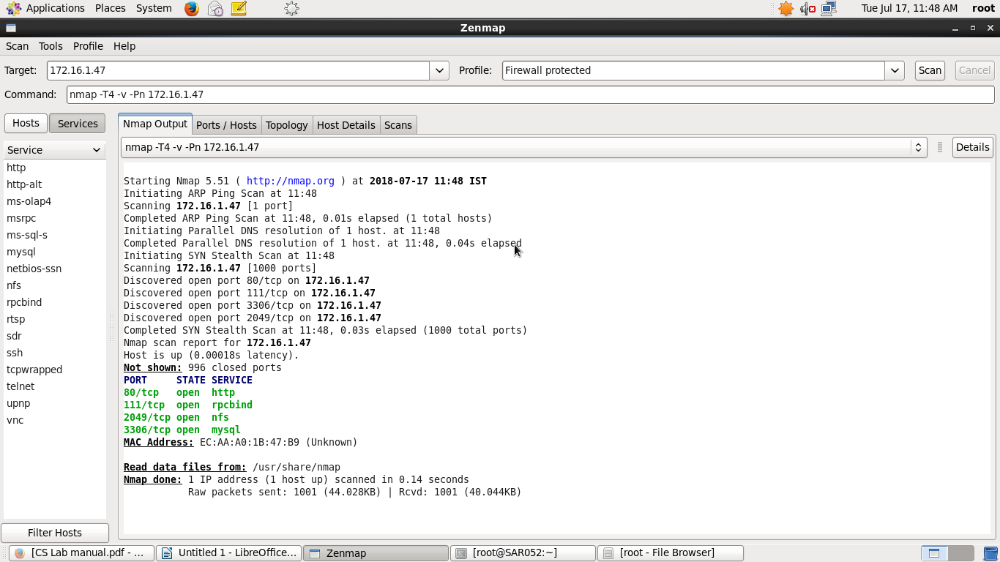 Applications Places System Tue Jul 17, 11:48 AM root
Zenmap
Scan Tools Profile Help
Target: 172.16.1.47 Profile: Firewall protected Scan Cancel
Command: nmap -T4 -v -Pn 172.16.1.47
Hosts Services
Nmap Output Ports / Hosts Topology Host Details Scans
nmap -T4 -v -Pn 172.16.1.47 Details
Service
http
http-alt
ms-olap4
msrpc
ms-sql-s
mysql
netbios-ssn
nfs
rpcbind
rtsp
sdr
ssh
tcpwrapped
telnet
upnp
vnc
Filter Hosts
Starting Nmap 5.51 ( http://nmap.org ) at 2018-07-17 11:48 IST
Initiating ARP Ping Scan at 11:48
Scanning 172.16.1.47 [1 port]
Completed ARP Ping Scan at 11:48, 0.01s elapsed (1 total hosts)
Initiating Parallel DNS resolution of 1 host. at 11:48
Completed Parallel DNS resolution of 1 host. at 11:48, 0.04s elapsed
Initiating SYN Stealth Scan at 11:48
Scanning 172.16.1.47 [1000 ports]
Discovered open port 80/tcp on 172.16.1.47
Discovered open port 111/tcp on 172.16.1.47
Discovered open port 3306/tcp on 172.16.1.47
Discovered open port 2049/tcp on 172.16.1.47
Completed SYN Stealth Scan at 11:48, 0.03s elapsed (1000 total ports)
Nmap scan report for 172.16.1.47
Host is up (0.00018s latency).
Not shown: 996 closed ports
PORT STATE SERVICE
80/tcp open http
111/tcp open rpcbind
2049/tcp open nfs
3306/tcp open mysql
MAC Address: EC:AA:A0:1B:47:B9 (Unknown)
Read data files from: /usr/share/nmap
Nmap done: 1 IP address (1 host up) scanned in 0.14 seconds
Raw packets sent: 1001 (44.028KB) | Rcvd: 1001 (40.044KB)
[CS Lab manual.pdf - ... Untitled 1 - LibreOffice... Zenmap [root@SAR052:~] [root - File Browser]